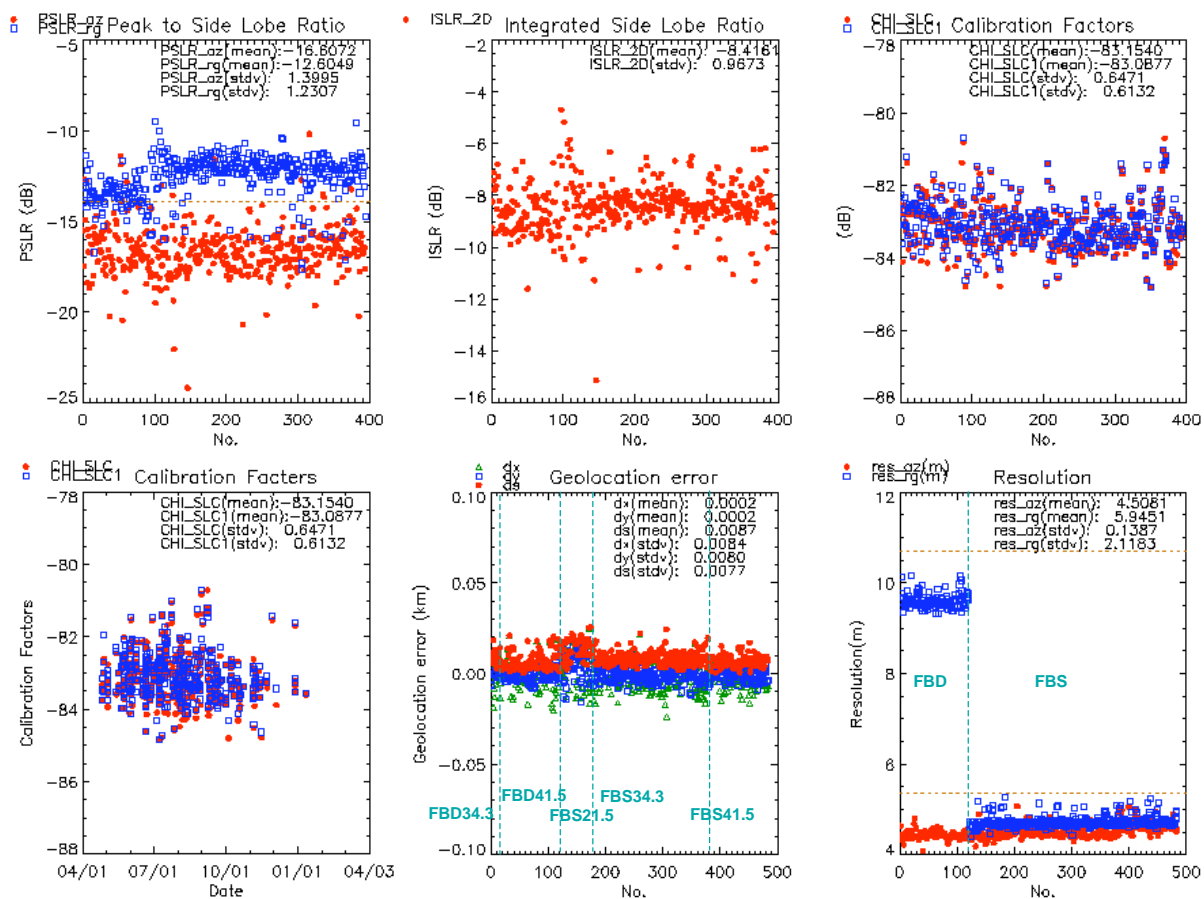 PSLR_az
PSLR_rg
Peak to Side Lobe Ratio
PSLR_az(mean):-16.6072
PSLR_rg(mean):-12.6049
PSLR_az(stdv): 1.3995
PSLR_rg(stdv): 1.2307
-5
-10
-15
-20
-25
PSLR (dB)
0 100 200 300 400
No.
ISLR_2D
Integrated Side Lobe Ratio
ISLR_2D(mean):-8.4161
ISLR_2D(stdv): 0.9673
-2
-4
-6
-8
-10
-12
-14
-16
ISLR (dB)
0 100 200 300 400
No.
CHI_SLC
CHI_SLC1
Calibration Factors
CHI_SLC(mean):-83.1540
CHI_SLC1(mean):-83.0877
CHI_SLC(stdv): 0.6471
CHI_SLC1(stdv): 0.6132
-78
-80
-82
-84
-86
-88
(dB)
0 100 200 300 400
No.
CHI_SLC
CHI_SLC1
Calibration Facters
CHI_SLC(mean):-83.1540
CHI_SLC1(mean):-83.0877
CHI_SLC(stdv): 0.6471
CHI_SLC1(stdv): 0.6132
-78
-80
-82
-84
-86
-88
Calibration Factors
04/01 07/01 10/01 01/01 04/03
Date
dx
dy
ds
Geolocation error
dx(mean): 0.0002
dy(mean): 0.0002
ds(mean): 0.0087
dx(stdv): 0.0084
dy(stdv): 0.0080
ds(stdv): 0.0077
0.10
0.05
0.00
-0.05
-0.10
Geolocation error (km)
FBD34.3
FBD41.5
FBS21.5
FBS34.3
FBS41.5
0 100 200 300 400 500
No.
res_az(m)
res_rg(m)
Resolution
res_az(mean): 4.5081
res_rg(mean): 5.9451
res_az(stdv): 0.1387
res_rg(stdv): 2.1183
12
10
8
6
4
Resolution(m)
FBD
FBS
0 100 200 300 400 500
No.